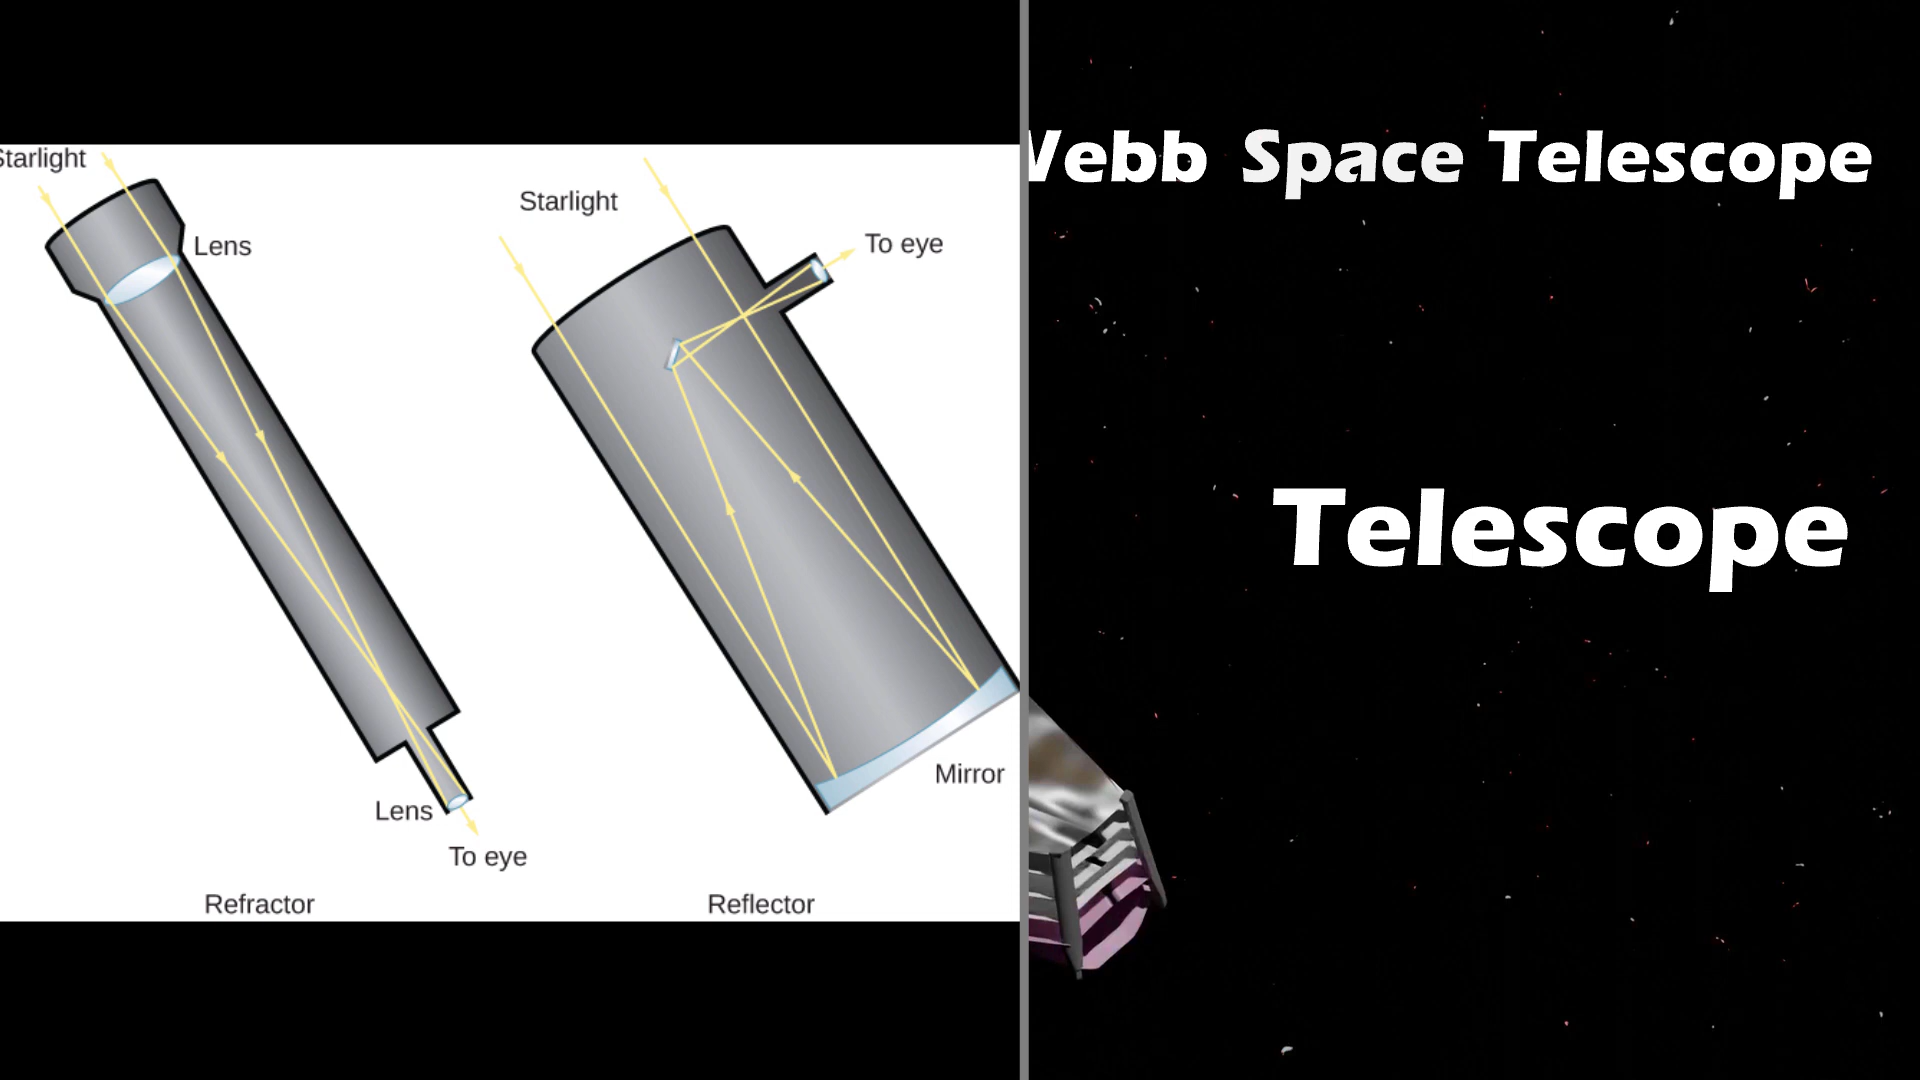 Starlight
Lens
Lens
To eye
Refractor
Starlight
To eye
Mirror
Reflector
Webb Space Telescope
Telescope